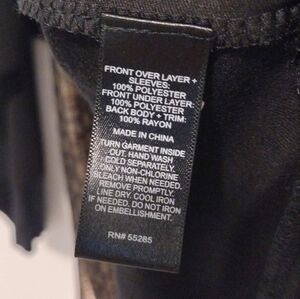 FRONT OVER LAYER +
SLEEVES:
100% POLYESTER
FRONT UNDER LAYER:
100% POLYESTER
BACK BODY + TRIM:
100% RAYON
MADE IN CHINA
TURN GARMENT INSIDE
OUT. HAND WASH
COLD SEPARATELY.
ONLY NON-CHLORINE
BLEACH WHEN NEEDED.
REMOVE PROMPTLY.
LINE DRY. COOL IRON
IF NEEDED. DO NOT IRON
ON EMBELLISHMENT.
RN# 55285